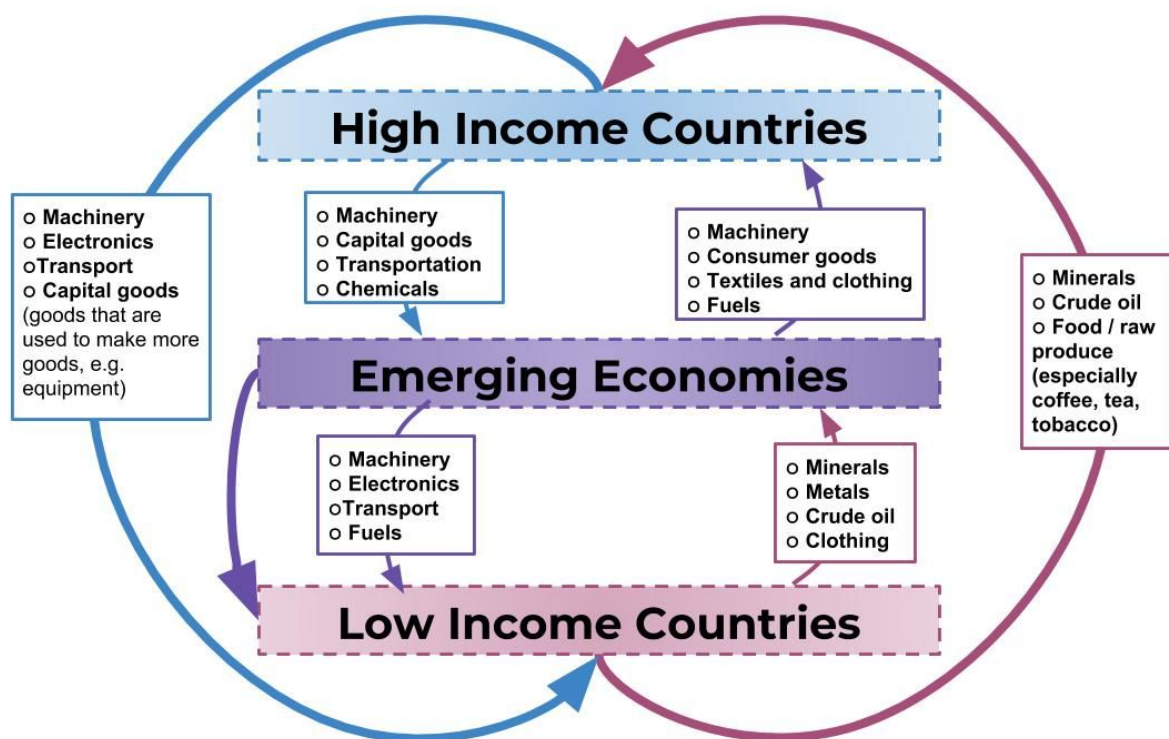 High Income Countries
o Machinery
o Electronics
oTransport
o Capital goods
(goods that are
used to make more
goods, e.g.
equipment)
o Machinery
o Capital goods
o Transportation
o Chemicals
o Machinery
o Consumer goods
o Textiles and clothing
o Fuels
o Minerals
o Crude oil
o Food / raw
produce
(especially
coffee, tea,
tobacco)
Emerging Economies
o Machinery
o Electronics
oTransport
o Fuels
o Minerals
o Metals
o Crude oil
o Clothing
Low Income Countries